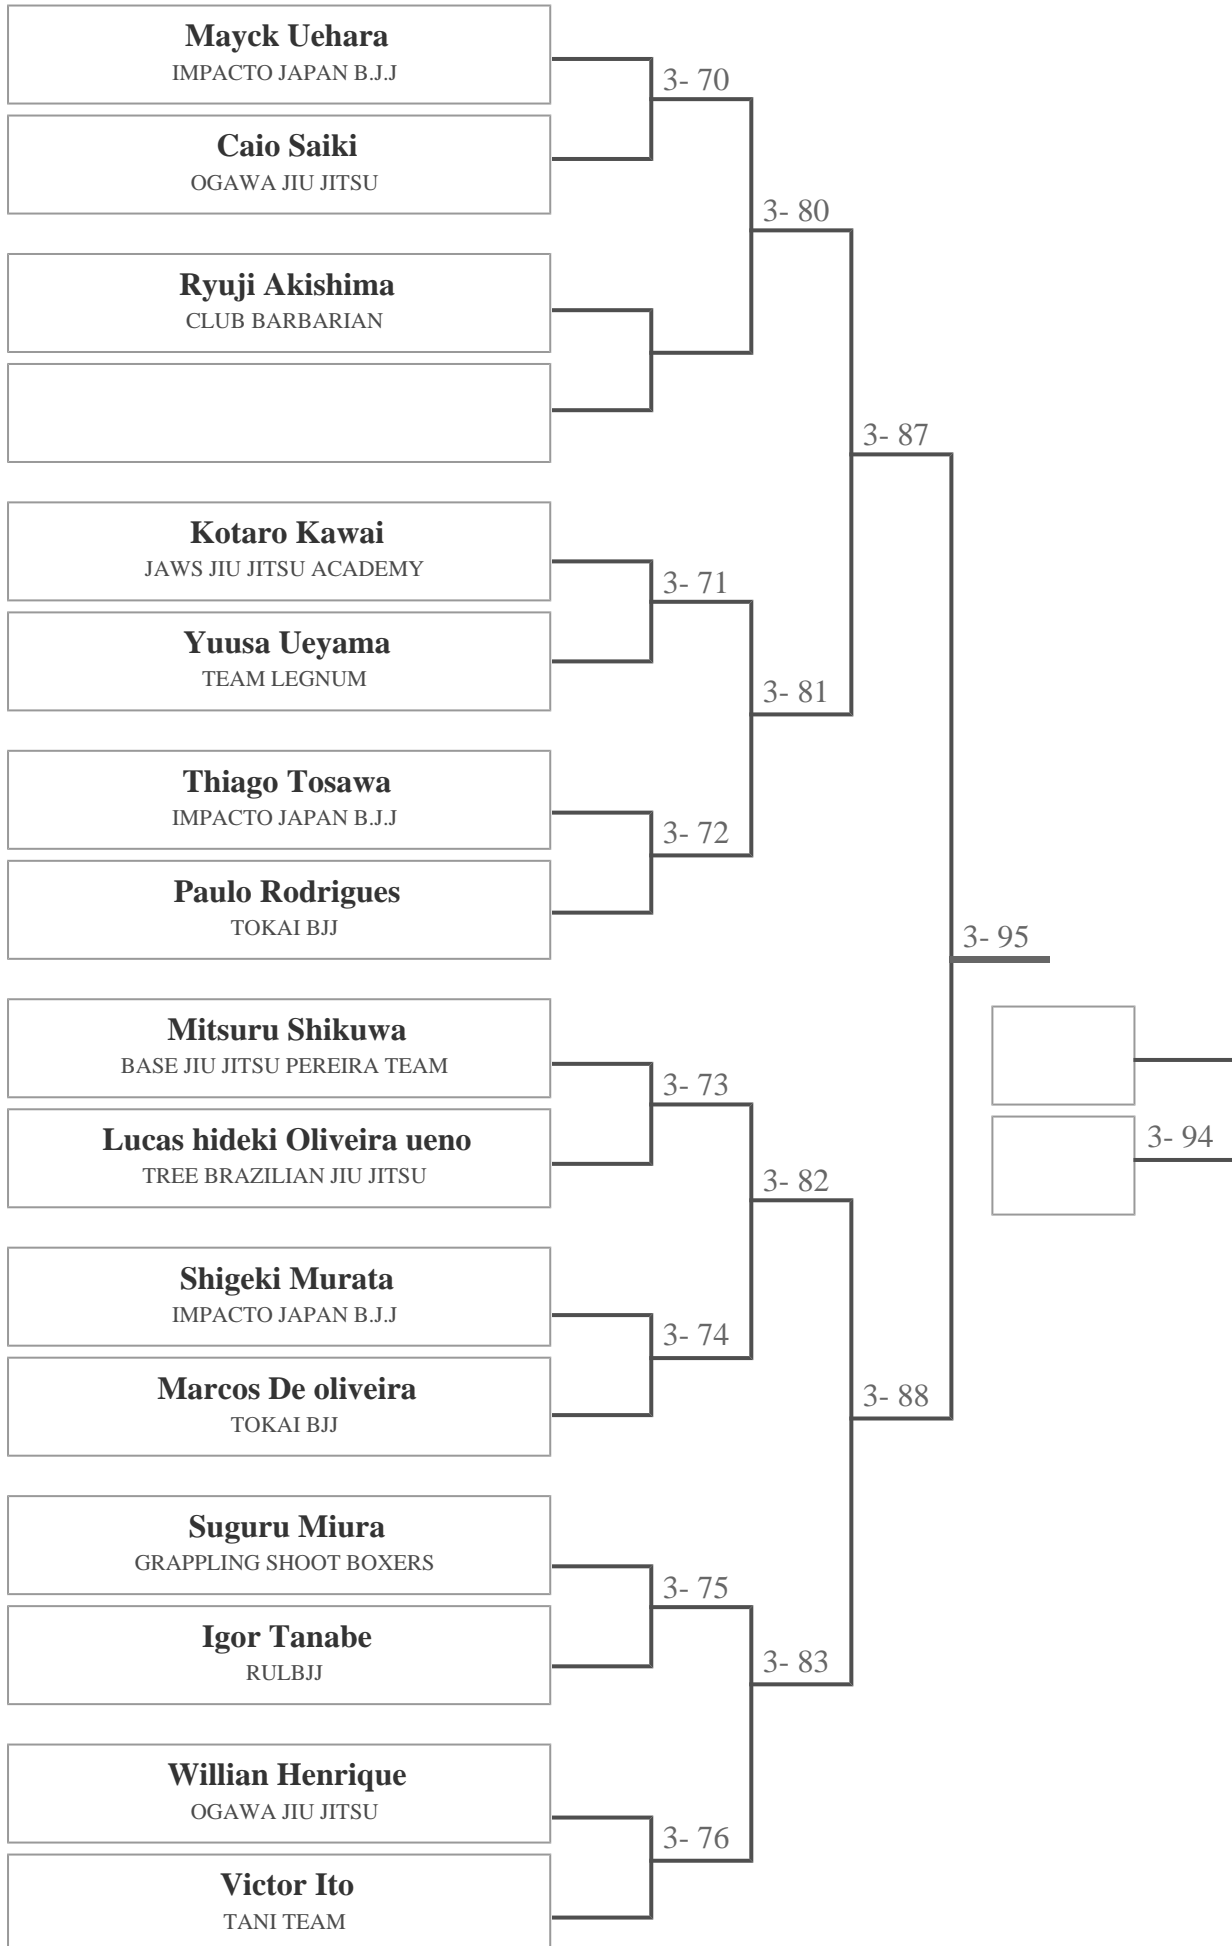 Mayck Uehara
IMPACTO JAPAN B.J.J
3- 70
Caio Saiki
OGAWA JIU JITSU
3- 80
Ryuji Akishima
CLUB BARBARIAN
3- 87
Kotaro Kawai
JAWS JIU JITSU ACADEMY
3- 71
Yuusa Ueyama
TEAM LEGNUM
3- 81
Thiago Tosawa
IMPACTO JAPAN B.J.J
3- 72
Paulo Rodrigues
TOKAI BJJ
3- 95
Mitsuru Shikuwa
BASE JIU JITSU PEREIRA TEAM
3- 73
Lucas hideki Oliveira ueno
TREE BRAZILIAN JIU JITSU
3- 94
3- 82
Shigeki Murata
IMPACTO JAPAN B.J.J
3- 74
Marcos De oliveira
TOKAI BJJ
3- 88
Suguru Miura
GRAPPLING SHOOT BOXERS
3- 75
Igor Tanabe
RULBJJ
3- 83
Willian Henrique
OGAWA JIU JITSU
3- 76
Victor Ito
TANI TEAM